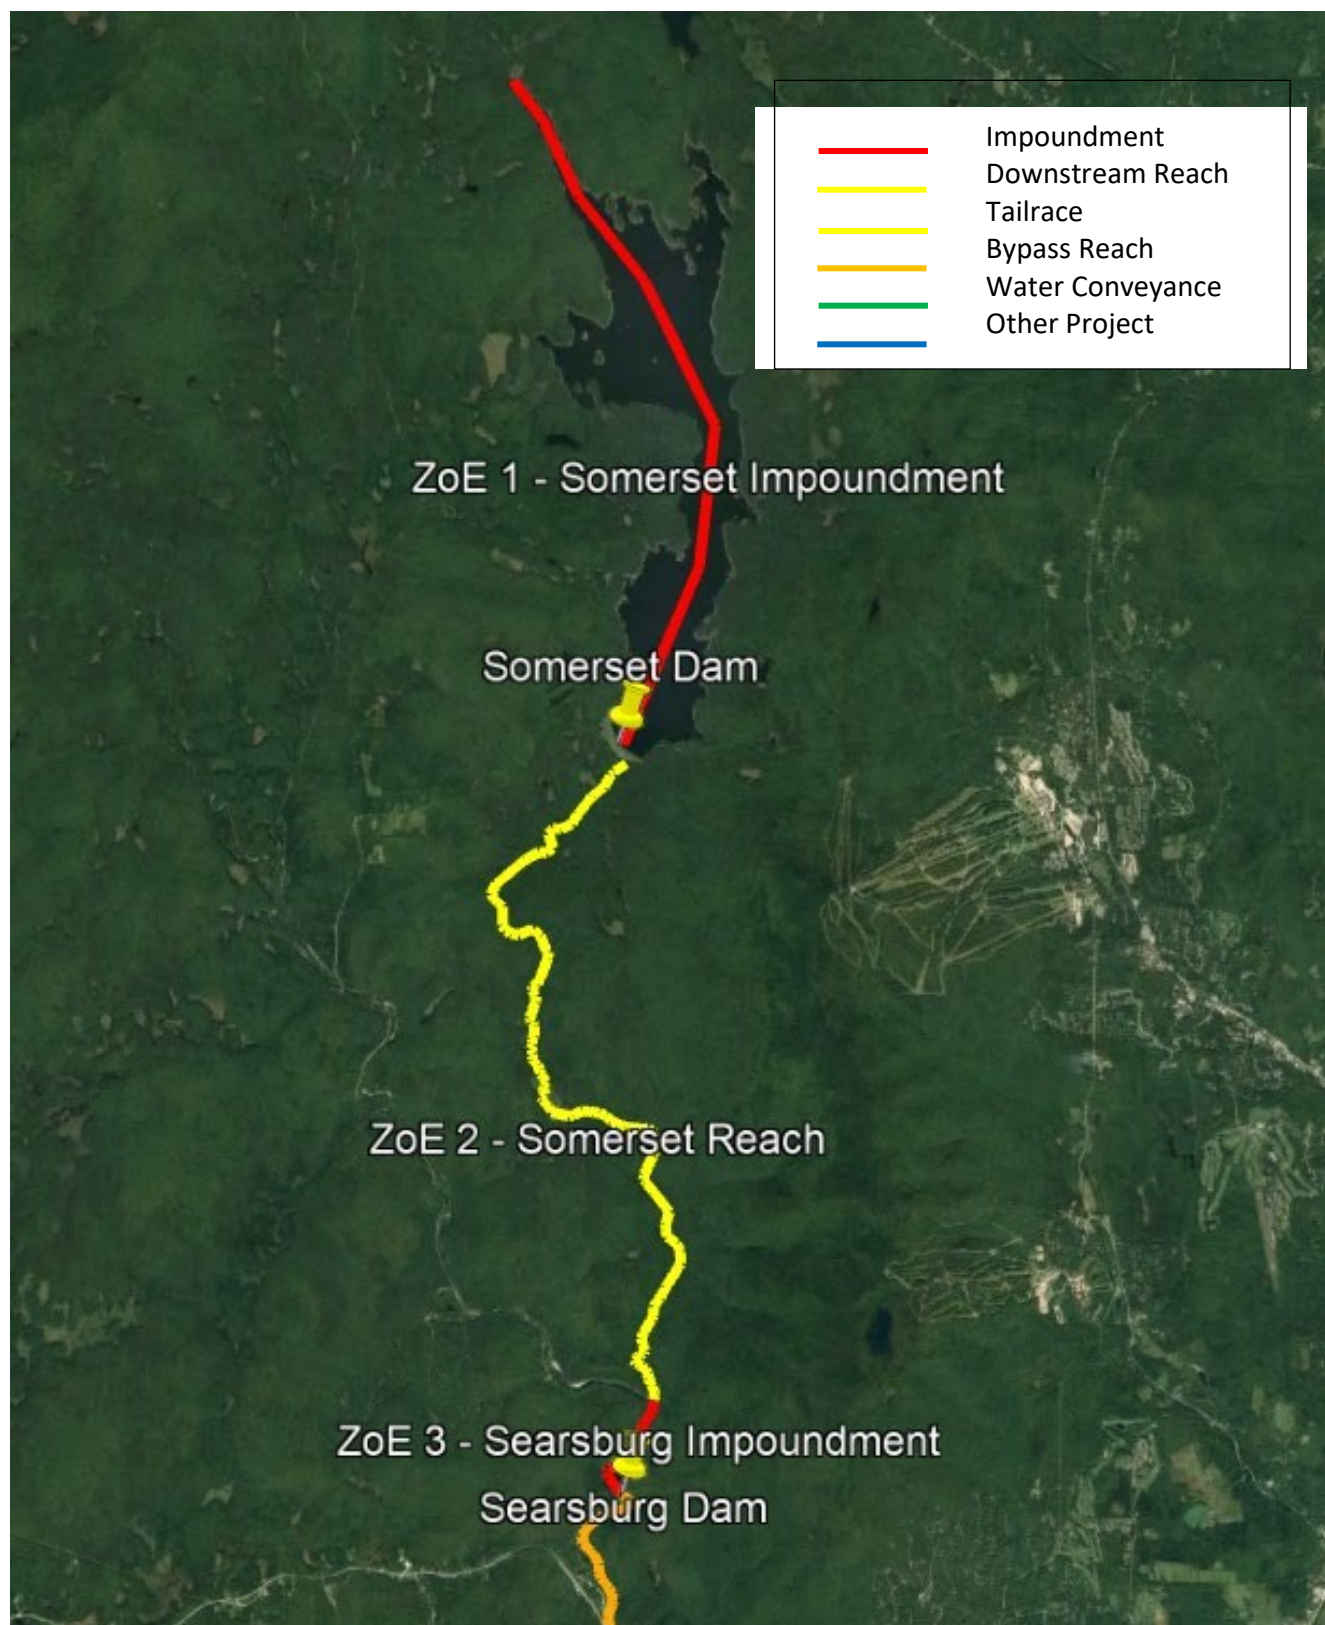 Impoundment
Downstream Reach
Tailrace
Bypass Reach
Water Conveyance
Other Project
ZoE 1 - Somerset Impoundment
Somerset Dam
ZoE 2 - Somerset Reach
ZoE 3 - Searsburg Impoundment
Searsburg Dam